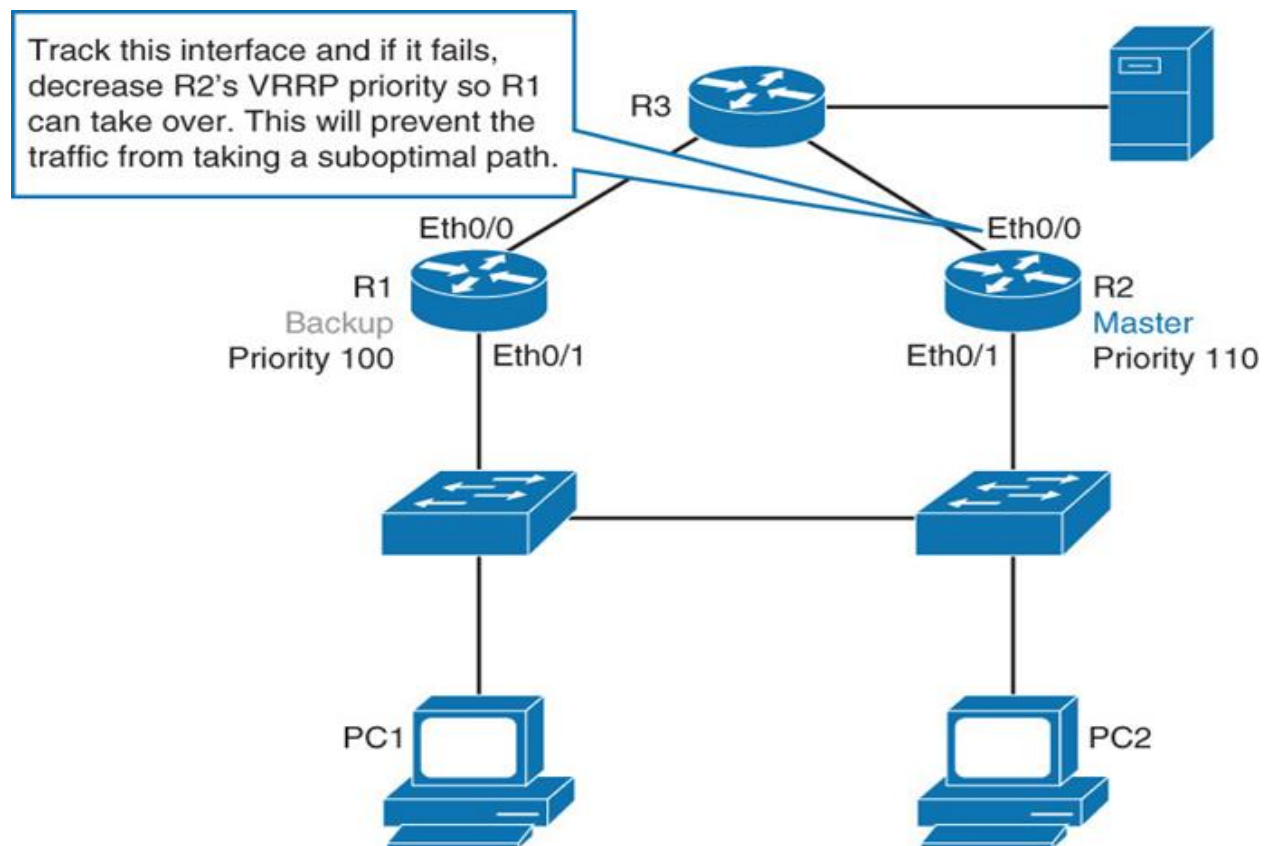 Track this interface and if it fails,
decrease R2's VRRP priority so R1
can take over. This will prevent the
traffic from taking a suboptimal path.
R3
Eth0/0
Eth0/0
R1
Backup
Priority 100
Eth0/1
R2
Master
Priority 110
Eth0/1
PC1
PC2